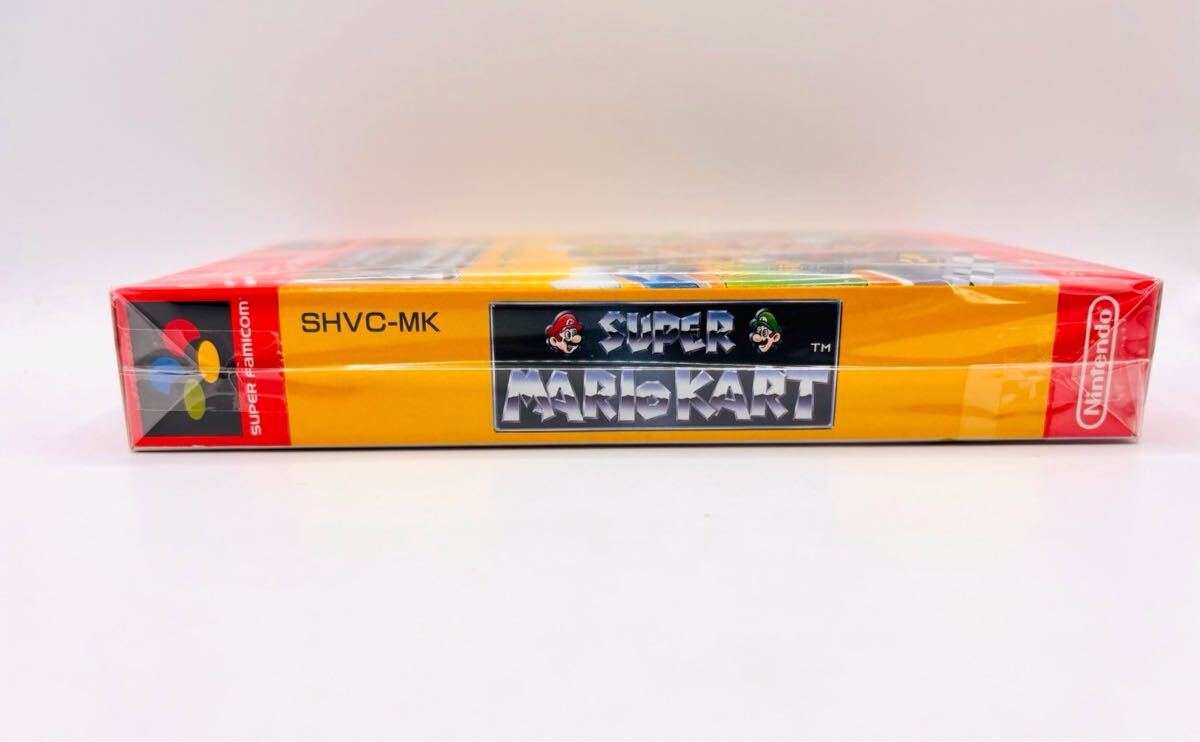 SUPER FAMICOM
SHVC-MK
SUPER
MARIO KART
TM
Nintendo